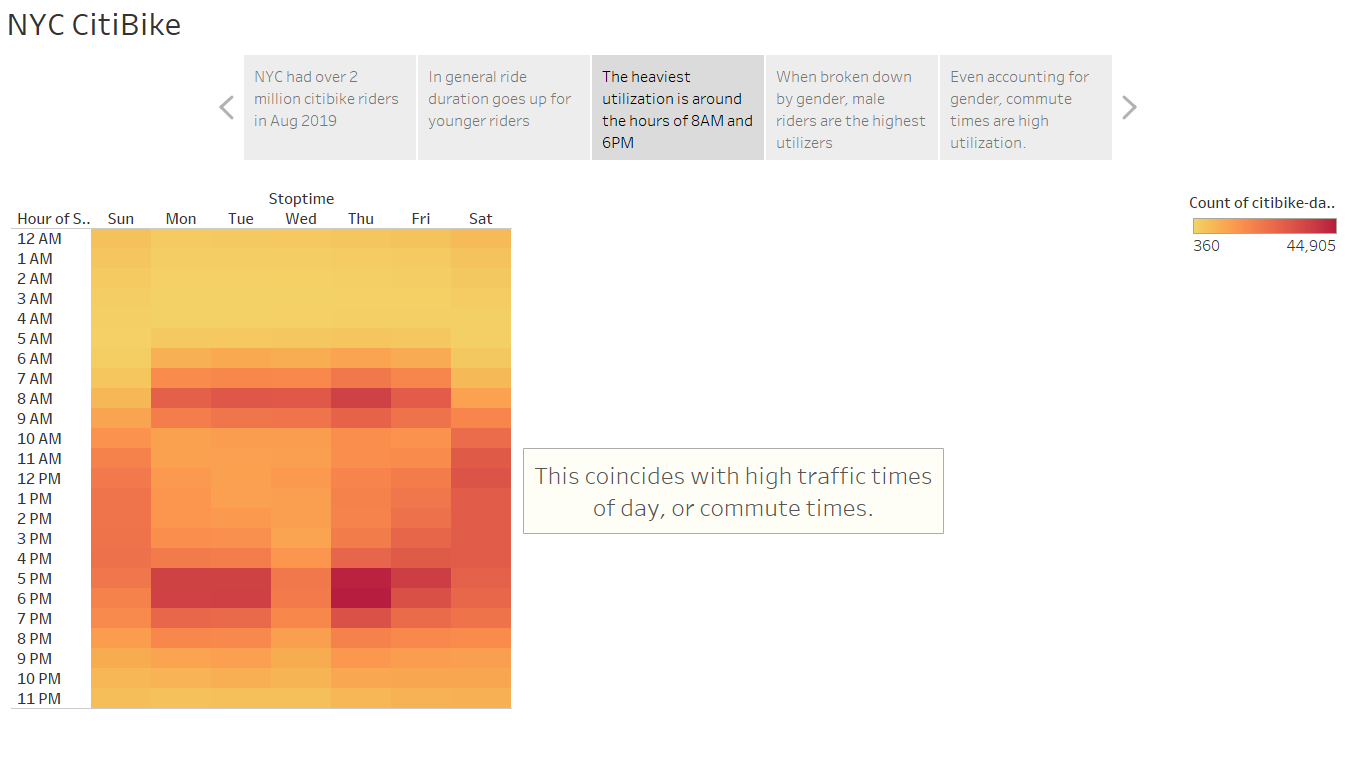 NYC CitiBike
NYC had over 2
million citibike riders
in Aug 2019
In general ride
duration goes up for
younger riders
The heaviest
utilization is around
the hours of 8AM and
6PM
When broken down
by gender, male
riders are the highest
utilizers
Even accounting for
gender, commute
times are high
utilization.
Stoptime
Hour of S.. Sun Mon Tue Wed Thu Fri Sat
12 AM
1 AM
2 AM
3 AM
4 AM
5 AM
6 AM
7 AM
8 AM
9 AM
10 AM
11 AM
12 PM
1 PM
2 PM
3 PM
4 PM
5 PM
6 PM
7 PM
8 PM
9 PM
10 PM
11 PM
This coincides with high traffic times
of day, or commute times.
Count of citibike-da..
360 44,905